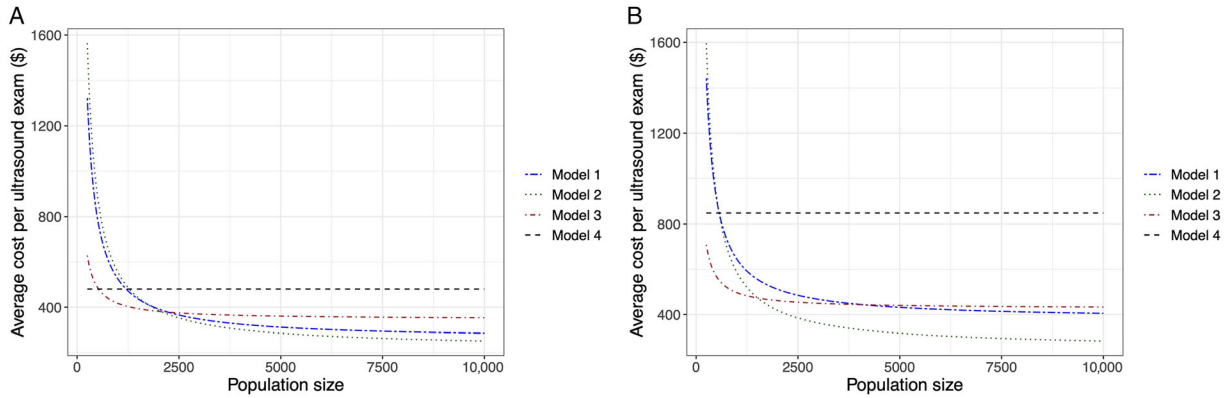 A
Average cost per ultrasound exam ($)
1600
1200
800
400
0
2500
5000
7500
10,000
Population size
Model 1
Model 2
Model 3
Model 4
B
Average cost per ultrasound exam ($)
1600
1200
800
400
0
2500
5000
7500
10,000
Population size
Model 1
Model 2
Model 3
Model 4